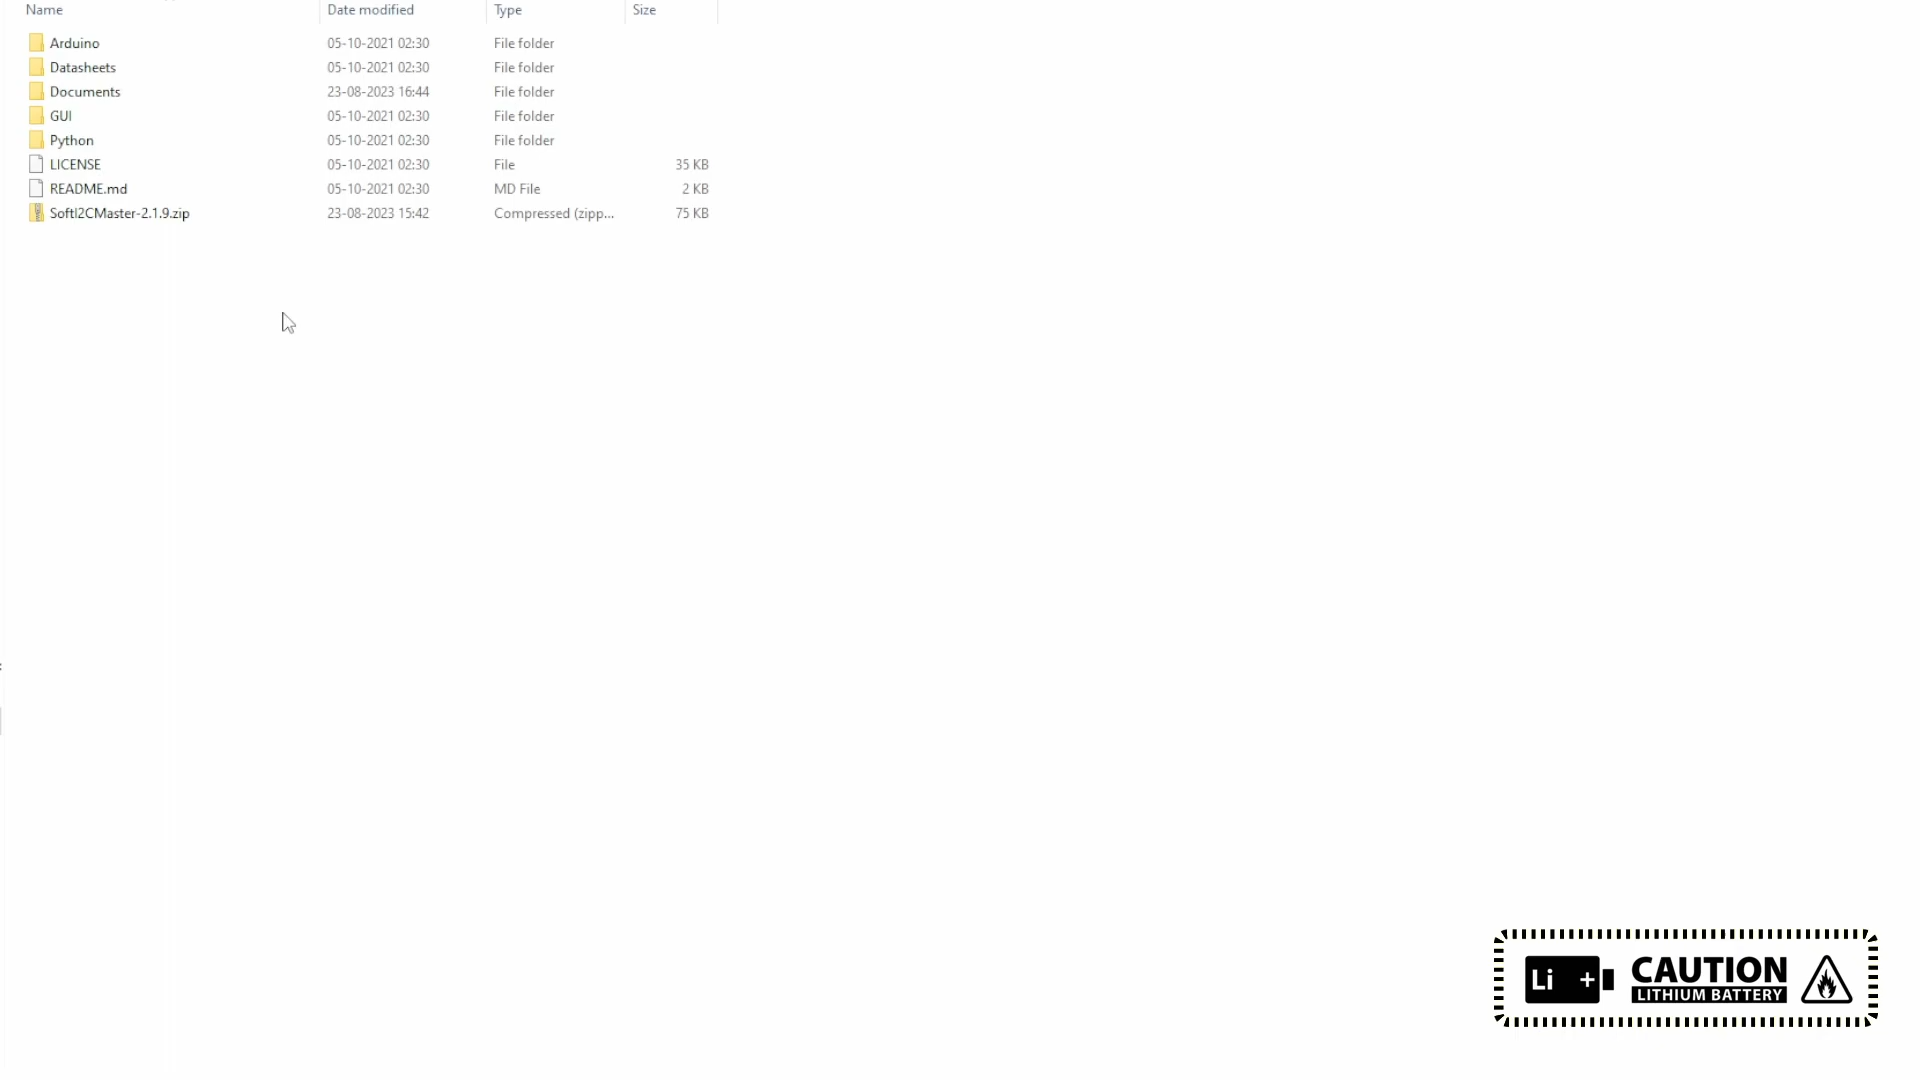 Name Date modified Type Size
Arduino 05-10-2021 02:30 File folder
Datasheets 05-10-2021 02:30 File folder
Documents 23-08-2023 16:44 File folder
GUI 05-10-2021 02:30 File folder
Python 05-10-2021 02:30 File folder
LICENSE 05-10-2021 02:30 File 35 KB
README.md 05-10-2021 02:30 MD File 2 KB
SoftI2CMaster-2.1.9.zip 23-08-2023 15:42 Compressed (zipp... 75 KB
Li + CAUTION
LITHIUM BATTERY